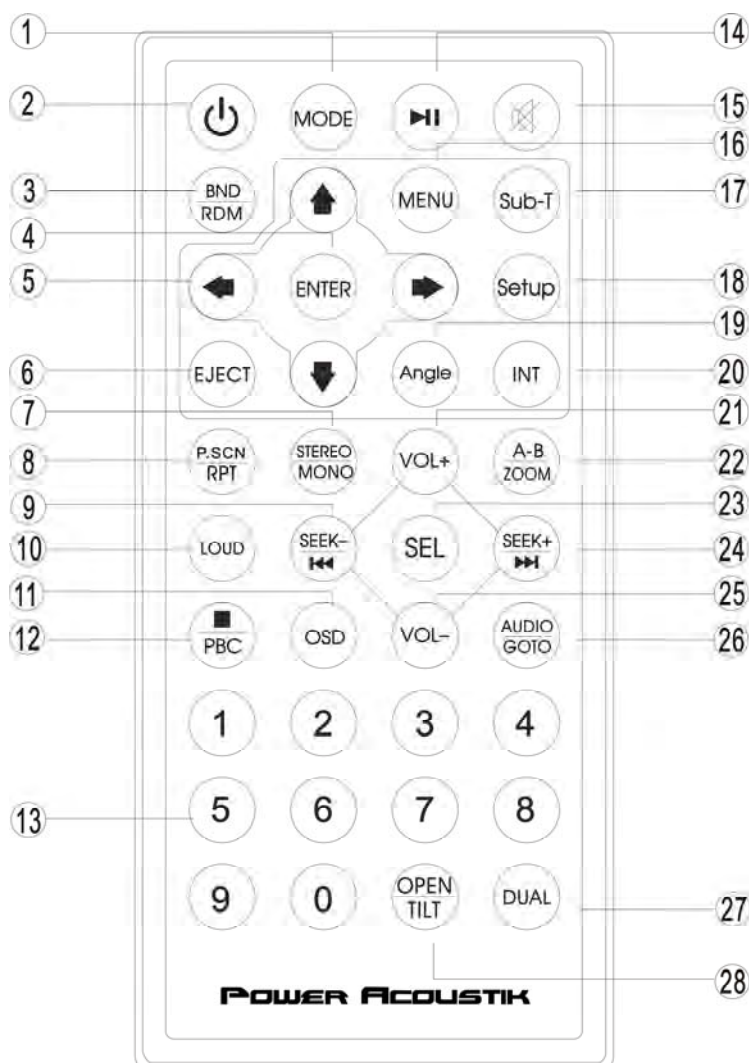 1 14
2 MODE 15
16
3 BND
RDM MENU Sub-T 17
4
5 ENTER Setup 18
19
6 EJECT Angle INT 20
7 21
8 P.SCN
RPT STEREO
MONO VOL+ A-B
ZOOM 22
9 23
10 LOUD SEEK– SEL SEEK+ 24
11 25
12 PBC OSD VOL– AUDIO
GOTO 26
1 2 3 4
13 5 6 7 8
9 0 OPEN
TILT DUAL 27
28
POWER ACOUSTIK